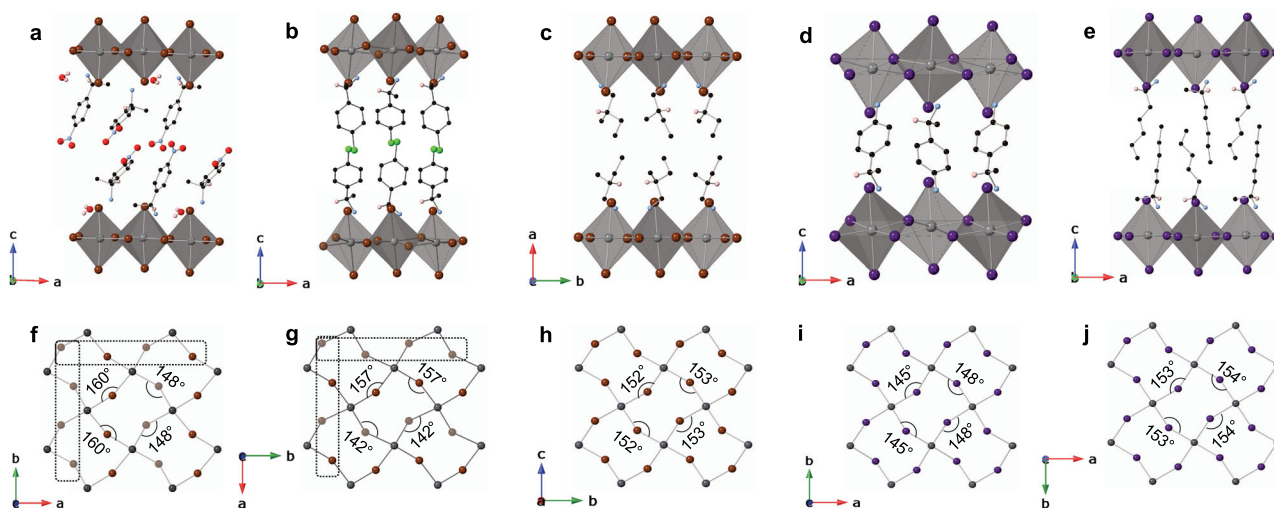 a b c d e
c b a
c b a
a c b
c b a
c b a
f g h i j
160° 148°
160° 148°
b c a
157° 157°
142° 142°
c b a
152° 153°
152° 153°
c a b
145° 148°
145° 148°
b c a
153° 154°
153° 154°
c a b